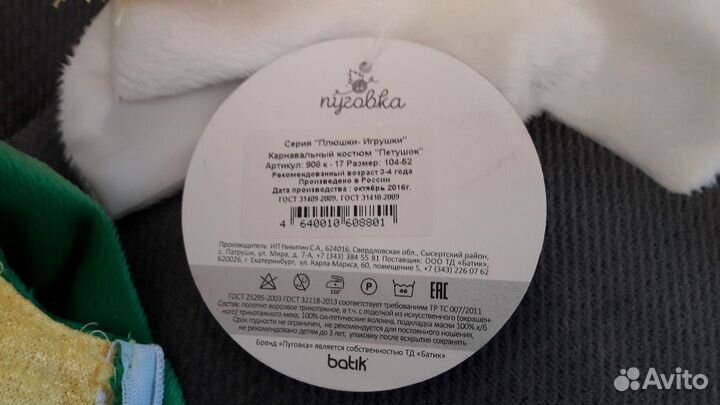 пуговка
Серия "Плюшки- Игрушки"
Карнавальный костюм "Петушок"
Артикул: 908 к - 17 Размер: 104-52
Рекомендованный возраст 3-4 года
Произведено в России
Дата производства : октябрь 2016г.
ГОСТ 31409-2009, ГОСТ 31410-2009
4 640010 608801
Производитель: ИП Никитин С.А., 624016, Свердловская обл., Сысертский район,
с. Патруши, ул. Мира, д. 7-А, +7 (343) 384 55 81 Поставщик: ООО ТД «Батик»,
620026, г. Екатеринбург, ул. Карла Маркса, 60, помещение 5, +7 (343) 226 07 62
110°
P
40
EAC
ГОСТ 25295-2003 ГОСТ 32118-2013 соответствует требованиям ТР ТС 007/2011
Состав: полотно ворсовое трикотажное, в т.ч. с отделкой из искусственного (окрашен-
ного) трикотажного меха, 100% синтетические волокна, подкладка маски 100% х/б
Срок годности не ограничен, не рекомендуется для постоянного ношения,
не рекомендовано детям до 3 лет, упаковку после вскрытия сохранять
Бренд «Пуговка» является собственностью ТД «Батик»
batik
Avito